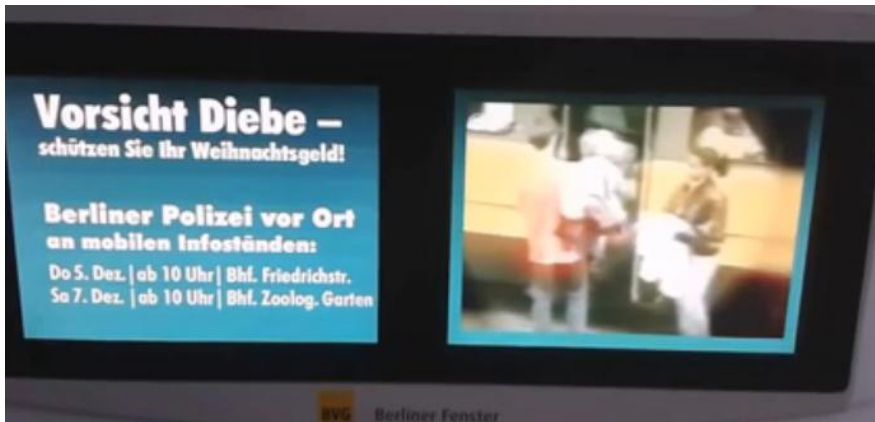 Vorsicht Diebe –
schützen Sie Ihr Weihnachtsgeld!
Berliner Polizei vor Ort
an mobilen Infoständen:
Do 5. Dez. | ab 10 Uhr | Bhf. Friedrichstr.
Sa 7. Dez. | ab 10 Uhr | Bhf. Zoolog. Garten
BVG Berliner Fenster